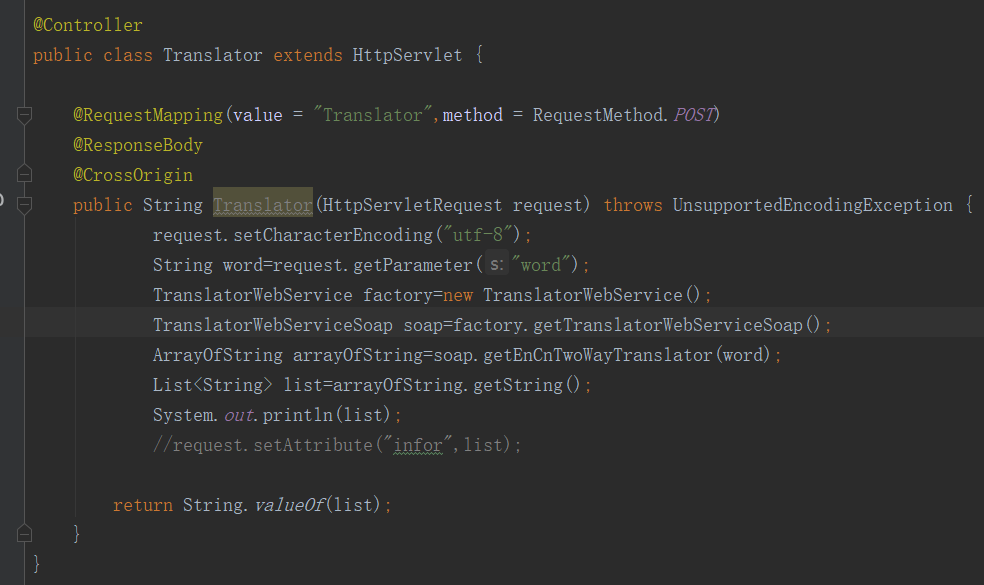 @Controller
public class Translator extends HttpServlet {
@RequestMapping(value = "Translator",method = RequestMethod.POST)
@ResponseBody
@CrossOrigin
public String Translator(HttpServletRequest request) throws UnsupportedEncodingException {
request.setCharacterEncoding("utf-8");
String word=request.getParameter( s: "word");
TranslatorWebService factory=new TranslatorWebService();
TranslatorWebServiceSoap soap=factory.getTranslatorWebServiceSoap();
ArrayOfString arrayOfString=soap.getEnCnTwoWayTranslator(word);
List<String> list=arrayOfString.getString();
System.out.println(list);
//request.setAttribute("infor",list);
return String.valueOf(list);
}
}